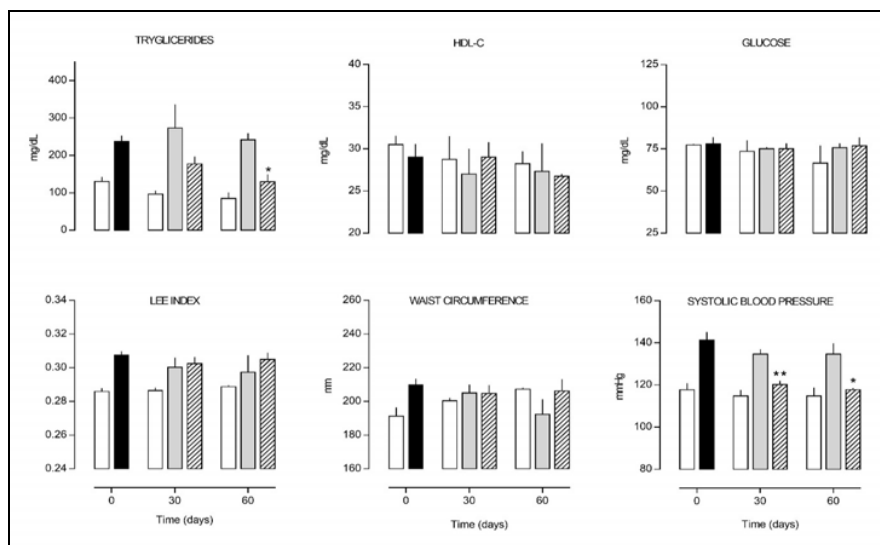 TRYGLICERIDES
HDL-C
GLUCOSE
mg/dL
400
300
200
100
0
*
mg/dL
40
35
30
25
20
mg/dL
125
100
75
50
25
LEE INDEX
WAIST CIRCUMFERENCE
SYSTOLIC BLOOD PRESSURE
0.34
0.32
0.30
0.28
0.26
0.24
mm
260
240
220
200
180
160
mmHg
160
140
120
100
80
**
*
0 30 60
Time (days)
0 30 60
Time (days)
0 30 60
Time (days)